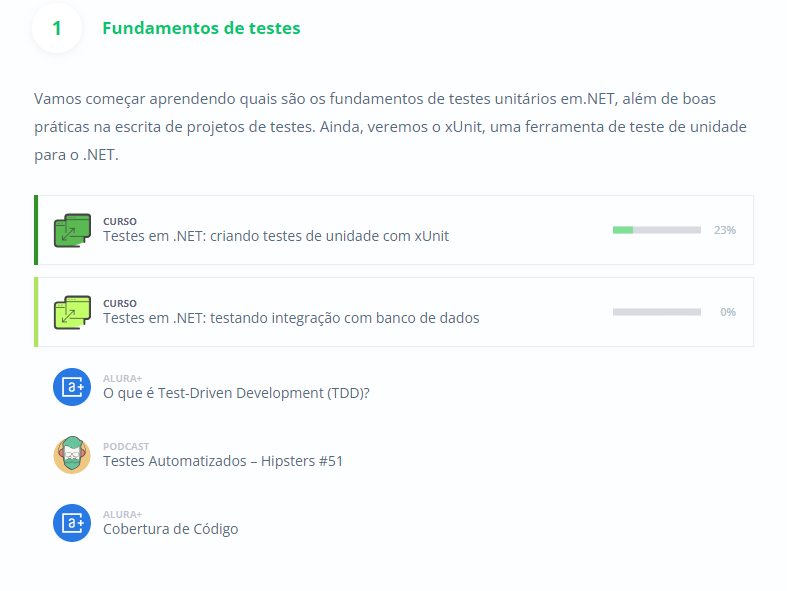 1
Fundamentos de testes
Vamos começar aprendendo quais são os fundamentos de testes unitários em.NET, além de boas
práticas na escrita de projetos de testes. Ainda, veremos o xUnit, uma ferramenta de teste de unidade
para o .NET.
CURSO
Testes em .NET: criando testes de unidade com xUnit
23%
CURSO
Testes em .NET: testando integração com banco de dados
0%
a+
ALURA+
O que é Test-Driven Development (TDD)?
PODCAST
Testes Automatizados – Hipsters #51
a+
ALURA+
Cobertura de Código